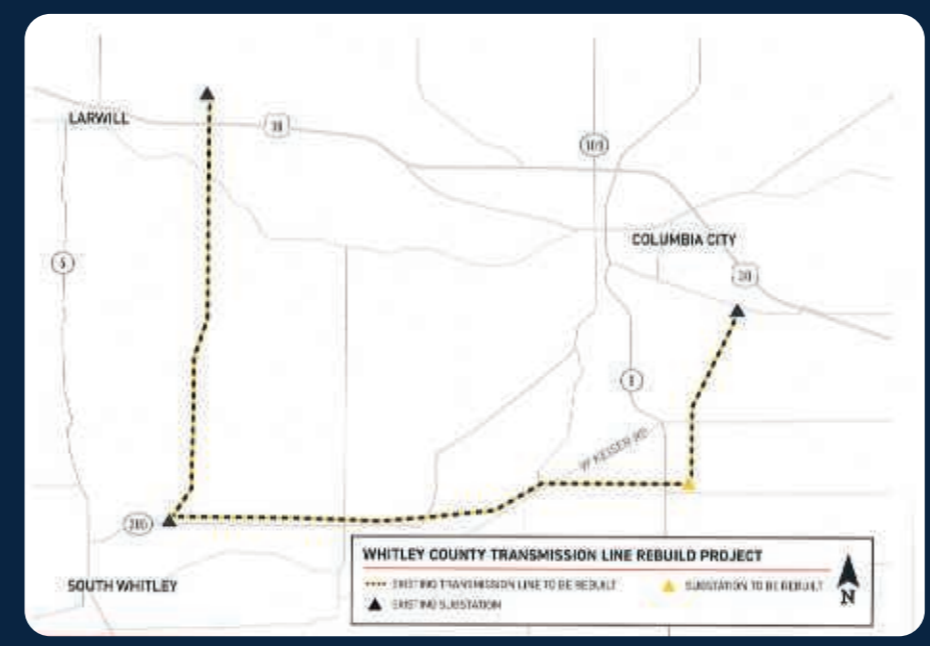 LARWILL
30
109
COLUMBIA CITY
5
30
9
W KEISER RD
205
SOUTH WHITLEY
WHITLEY COUNTY TRANSMISSION LINE REBUILD PROJECT
EXISTING TRANSMISSION LINE TO BE REBUILT
SUBSTATION TO BE REBUILT
EXISTING SUBSTATION
N